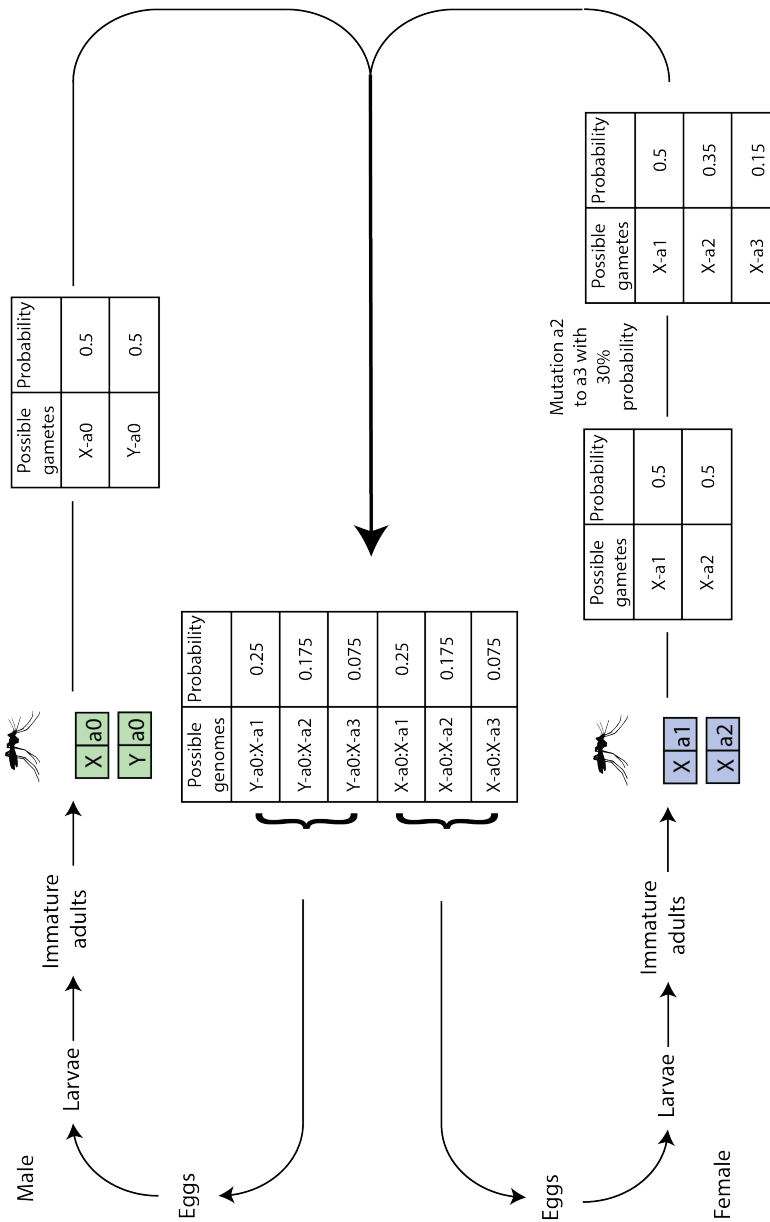 Male
Eggs
Larvae
Immature
adults
X a0
Y a0
Possible
gametes
Probability
X-a0 0.5
Y-a0 0.5
Possible
genomes
Probability
Y-a0:X-a1 0.25
Y-a0:X-a2 0.175
Y-a0:X-a3 0.075
X-a0:X-a1 0.25
X-a0:X-a2 0.175
X-a0:X-a3 0.075
Female
Eggs
Larvae
Immature
adults
X a1
X a2
Possible
gametes
Probability
X-a1 0.5
X-a2 0.5
Mutation a2
to a3 with
30%
probability
Possible
gametes
Probability
X-a1 0.5
X-a2 0.35
X-a3 0.15